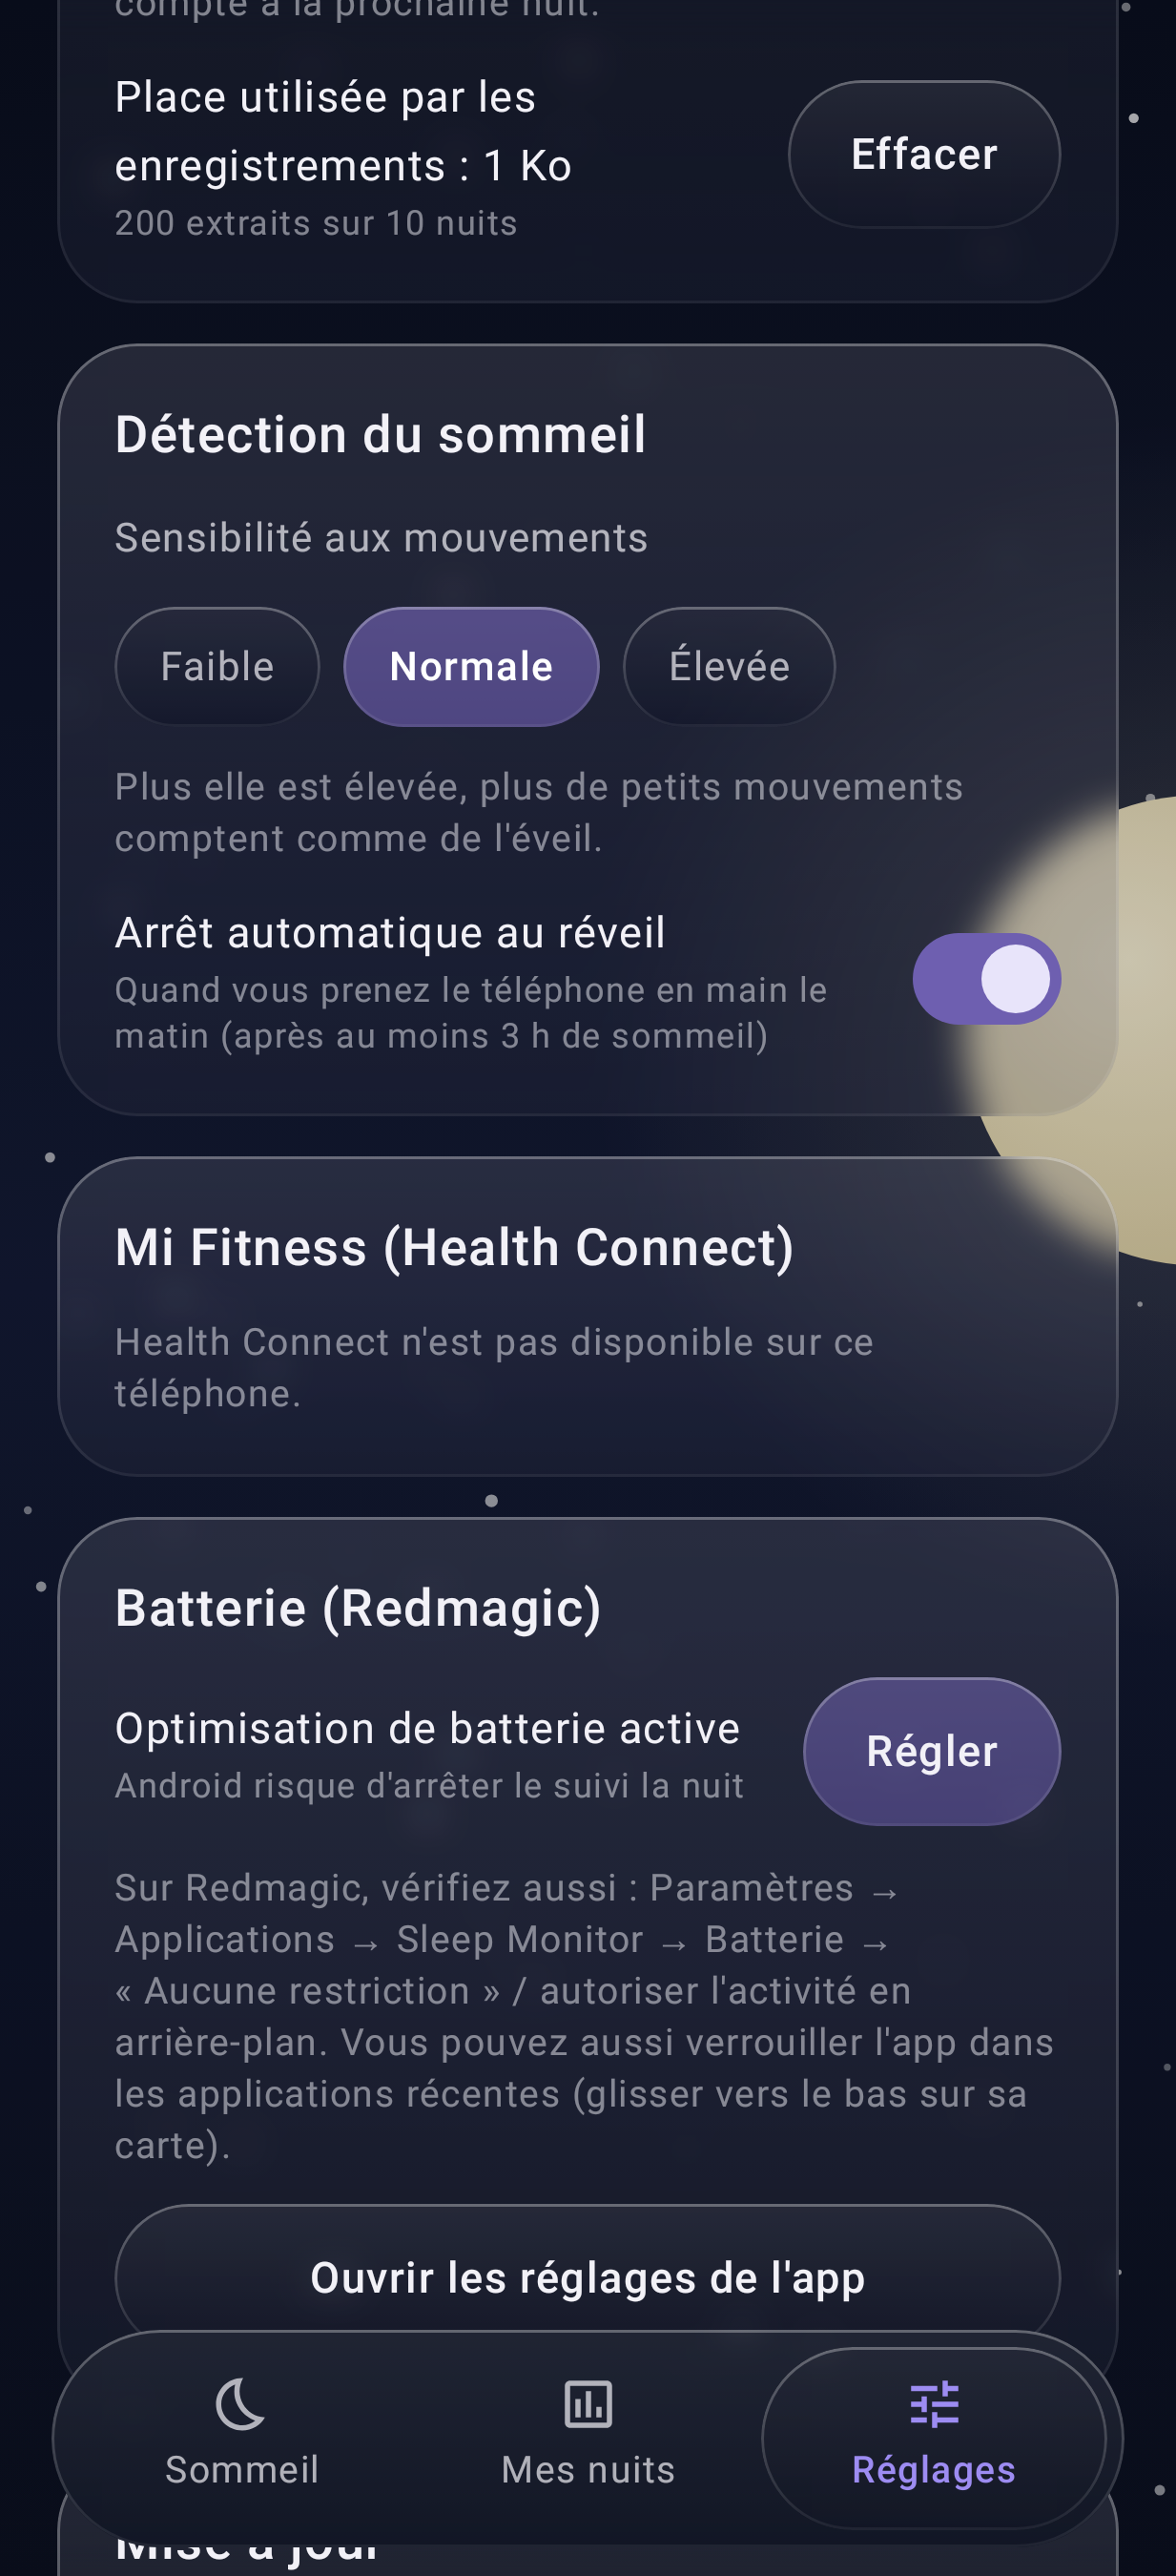 compte à la prochaine nuit.
Place utilisée par les
enregistrements : 1 Ko
200 extraits sur 10 nuits
Effacer
Détection du sommeil
Sensibilité aux mouvements
Faible
Normale
Élevée
Plus elle est élevée, plus de petits mouvements
comptent comme de l'éveil.
Arrêt automatique au réveil
Quand vous prenez le téléphone en main le
matin (après au moins 3 h de sommeil)
Mi Fitness (Health Connect)
Health Connect n'est pas disponible sur ce
téléphone.
Batterie (Redmagic)
Optimisation de batterie active
Android risque d'arrêter le suivi la nuit
Régler
Sur Redmagic, vérifiez aussi : Paramètres →
Applications → Sleep Monitor → Batterie →
« Aucune restriction » / autoriser l'activité en
arrière-plan. Vous pouvez aussi verrouiller l'app dans
les applications récentes (glisser vers le bas sur sa
carte).
Ouvrir les réglages de l'app
Sommeil
Mes nuits
Réglages
Mise à jour